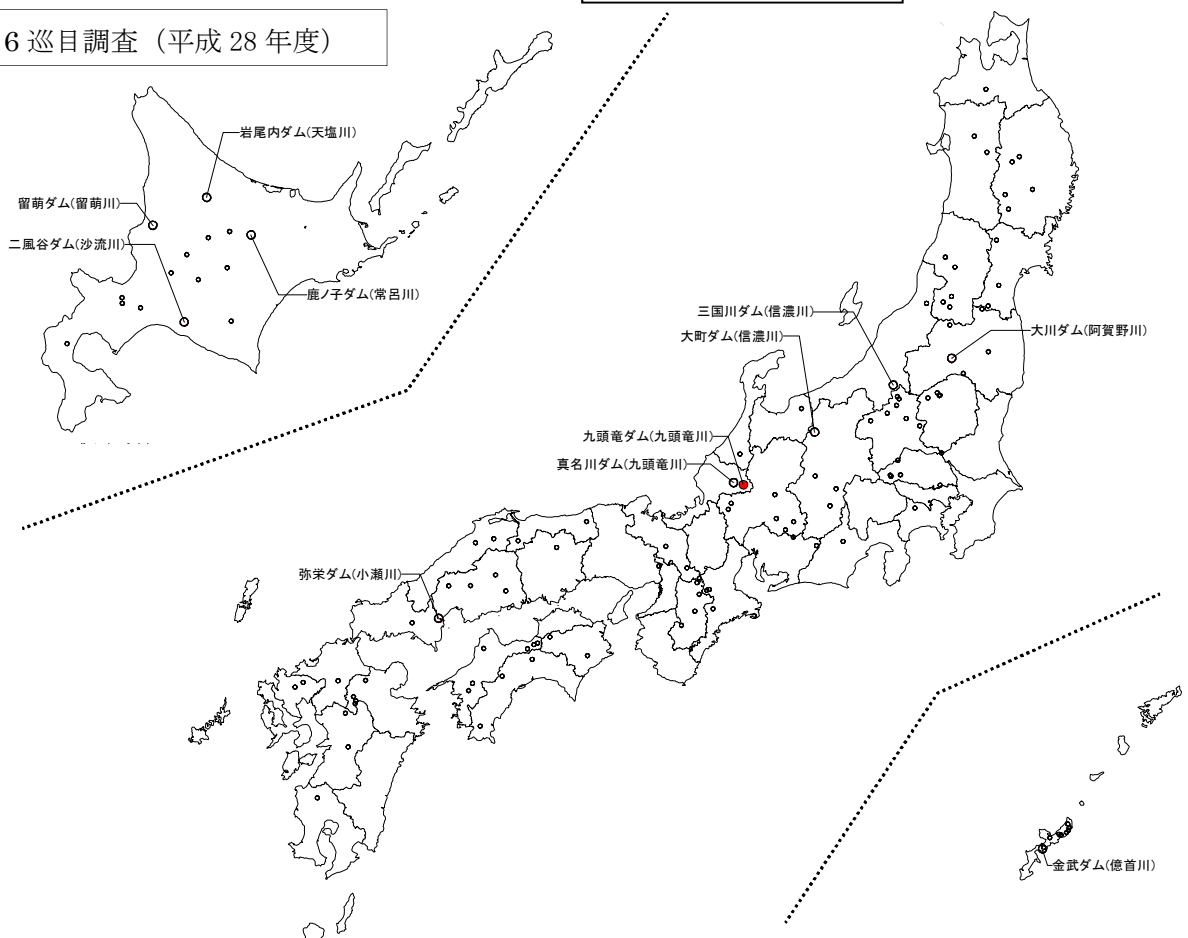 6 巡目調査（平成 28 年度）
岩尾内ダム(天塩川)
留萌ダム(留萌川)
二風谷ダム(沙流川)
鹿ノ子ダム(常呂川)
三国川ダム(信濃川)
大町ダム(信濃川)
大川ダム(阿賀野川)
九頭竜ダム(九頭竜川)
真名川ダム(九頭竜川)
弥栄ダム(小瀬川)
金武ダム(億首川)